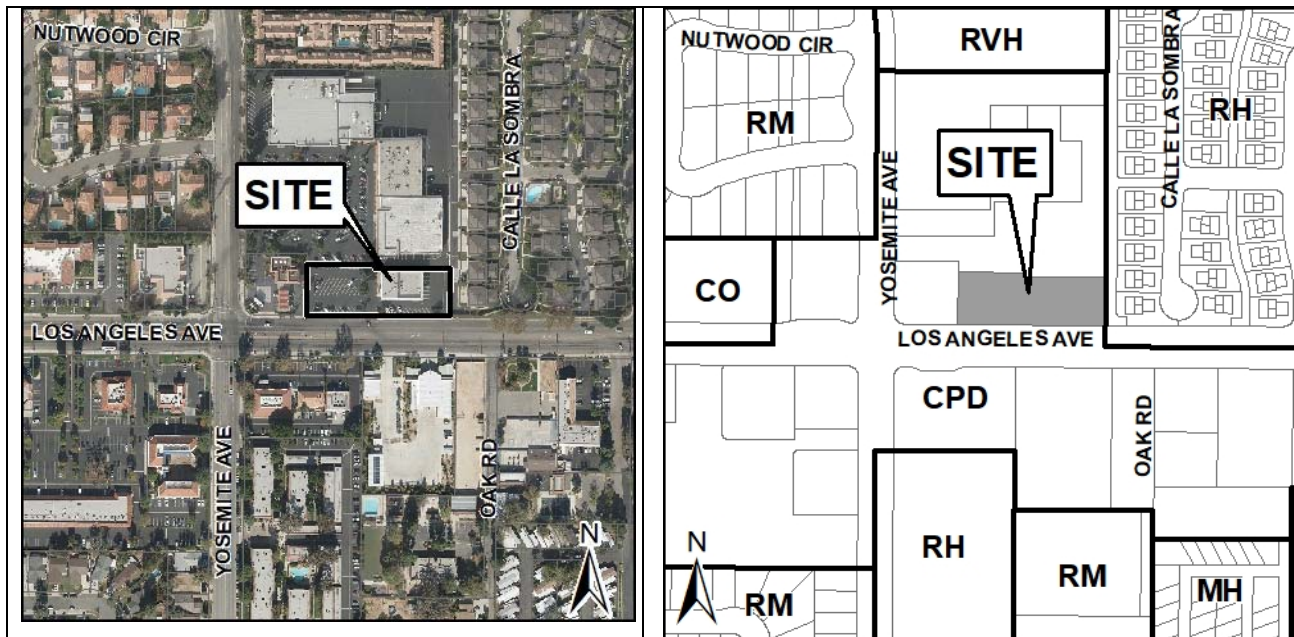 NUTWOOD CIR
CALLE LA SOMBRA
SITE
LOS ANGELES AVE
YOSEMITE AVE
OAK RD
N
NUTWOOD CIR
RVH
CALLE LA SOMBRA
RM
RH
SITE
YOSEMITE AVE
CO
LOS ANGELES AVE
CPD
OAK RD
N
RH
RM
MH
RM